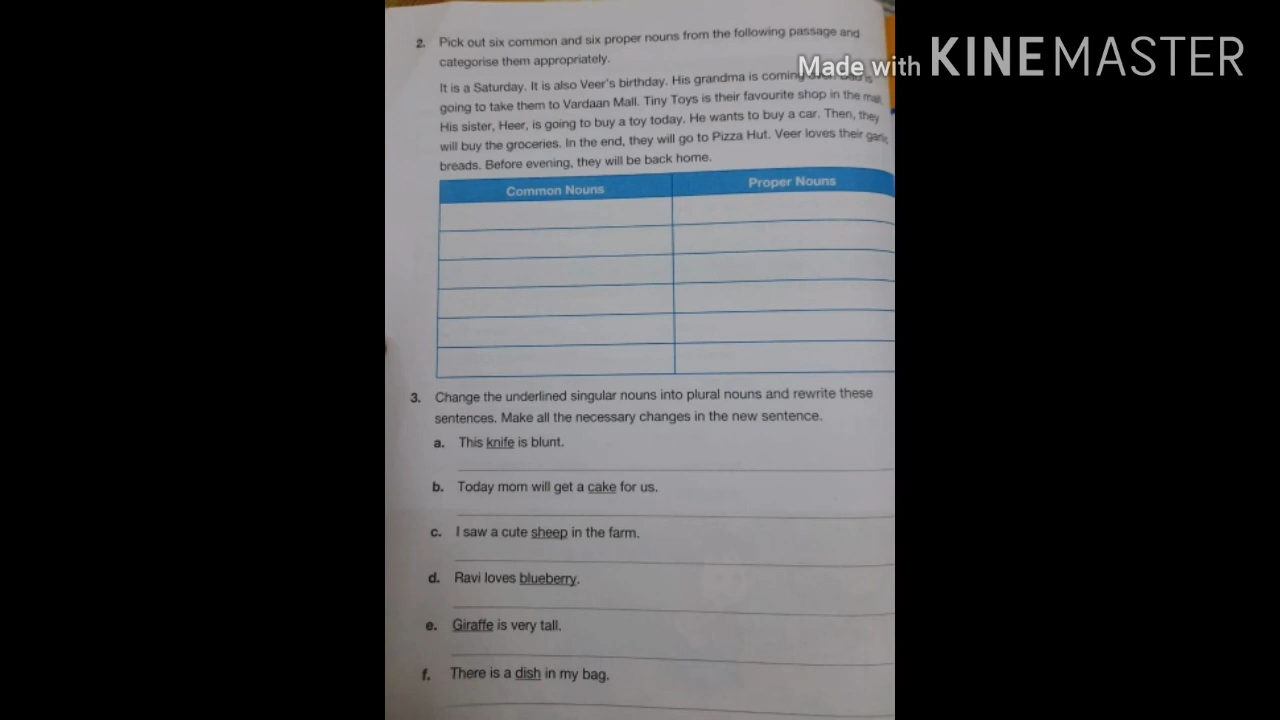 2. Pick out six common and six proper nouns from the following passage and
categorise them appropriately.
Made with KINEMASTER
It is a Saturday. It is also Veer's birthday. His grandma is coming
going to take them to Vardaan Mall. Tiny Toys is their favourite shop in the mall.
His sister, Heer, is going to buy a toy today. He wants to buy a car. Then, they
will buy the groceries. In the end, they will go to Pizza Hut. Veer loves their garlic
breads. Before evening, they will be back home.
Common Nouns Proper Nouns
3. Change the underlined singular nouns into plural nouns and rewrite these
sentences. Make all the necessary changes in the new sentence.
a. This knife is blunt.
b. Today mom will get a cake for us.
c. I saw a cute sheep in the farm.
d. Ravi loves blueberry.
e. Giraffe is very tall.
f. There is a dish in my bag.